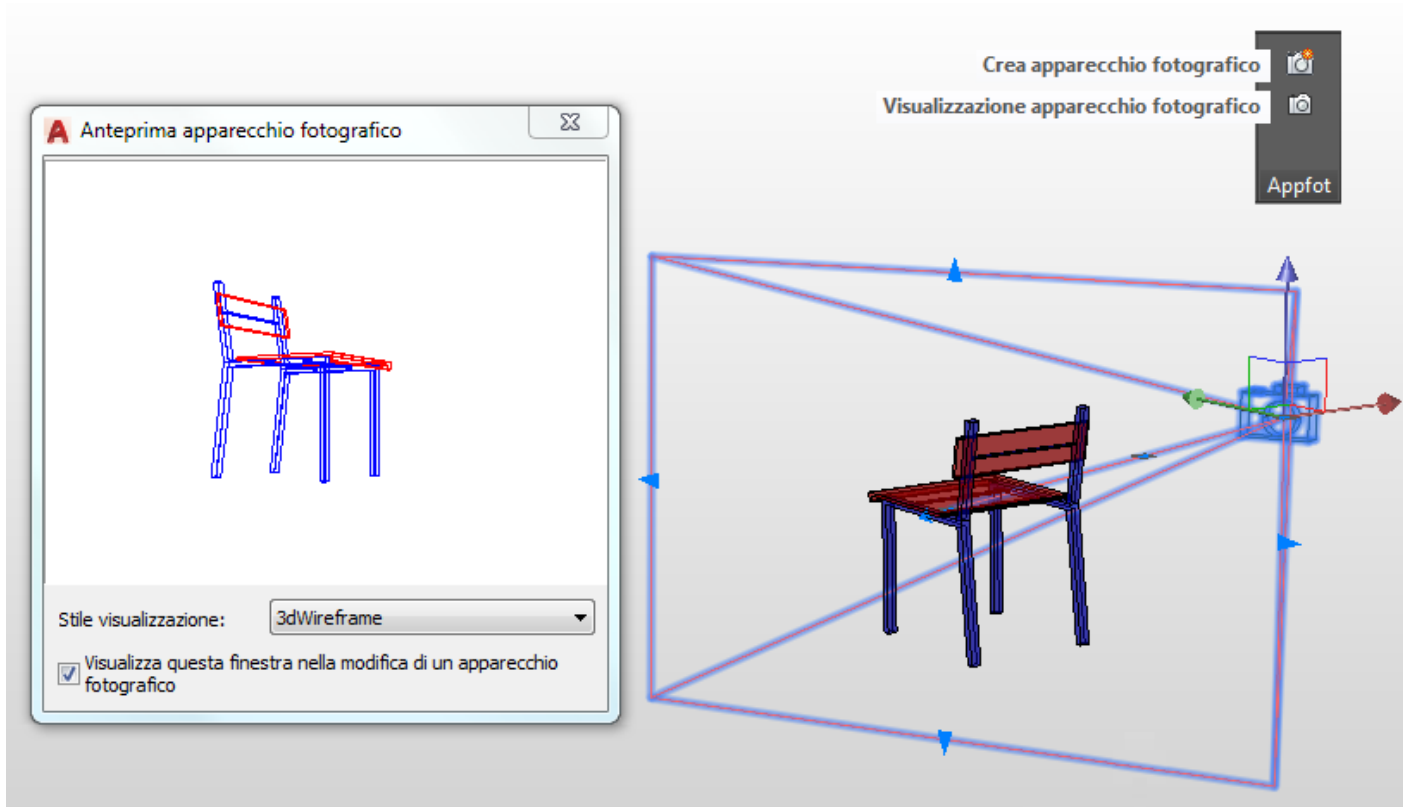 Crea apparecchio fotografico
Visualizzazione apparecchio fotografico
Appfot
Anteprima apparecchio fotografico
Stile visualizzazione: 3dWireframe
Visualizza questa finestra nella modifica di un apparecchio
fotografico